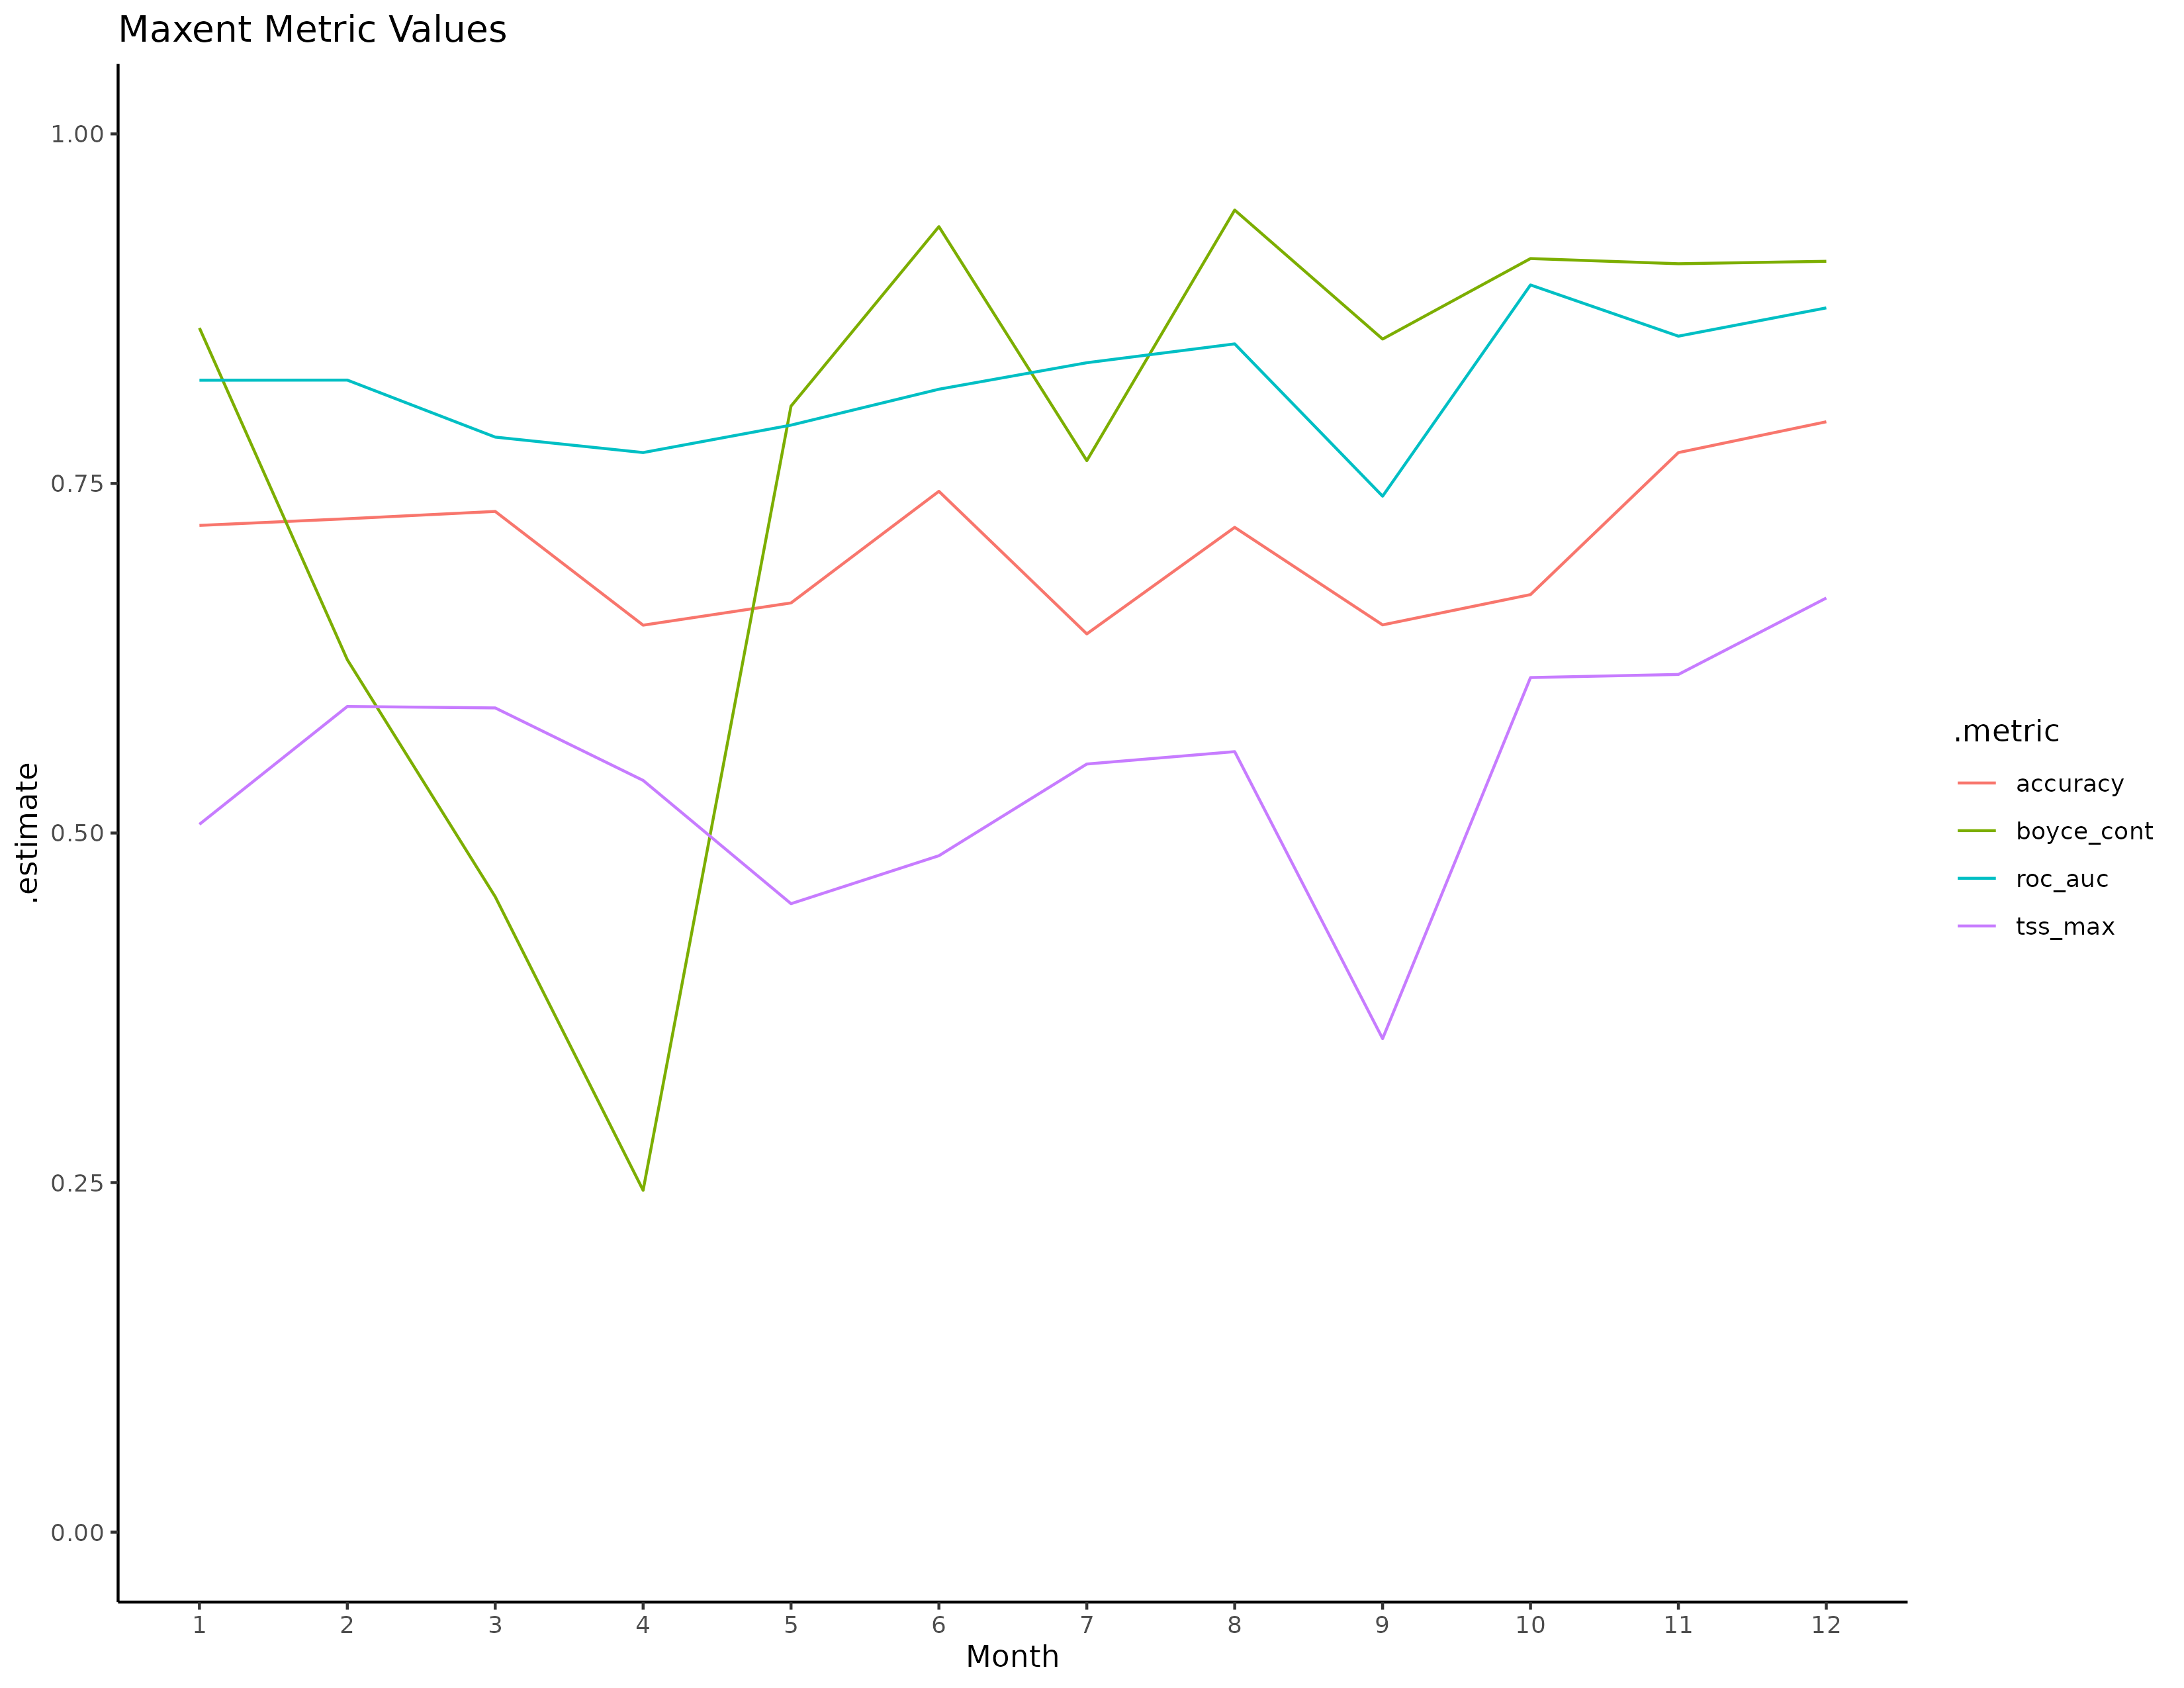 Maxent Metric Values
1.00
0.75
0.50
0.25
0.00
.estimate
1 2 3 4 5 6 7 8 9 10 11 12
Month
.metric
accuracy
boyce_cont
roc_auc
tss_max